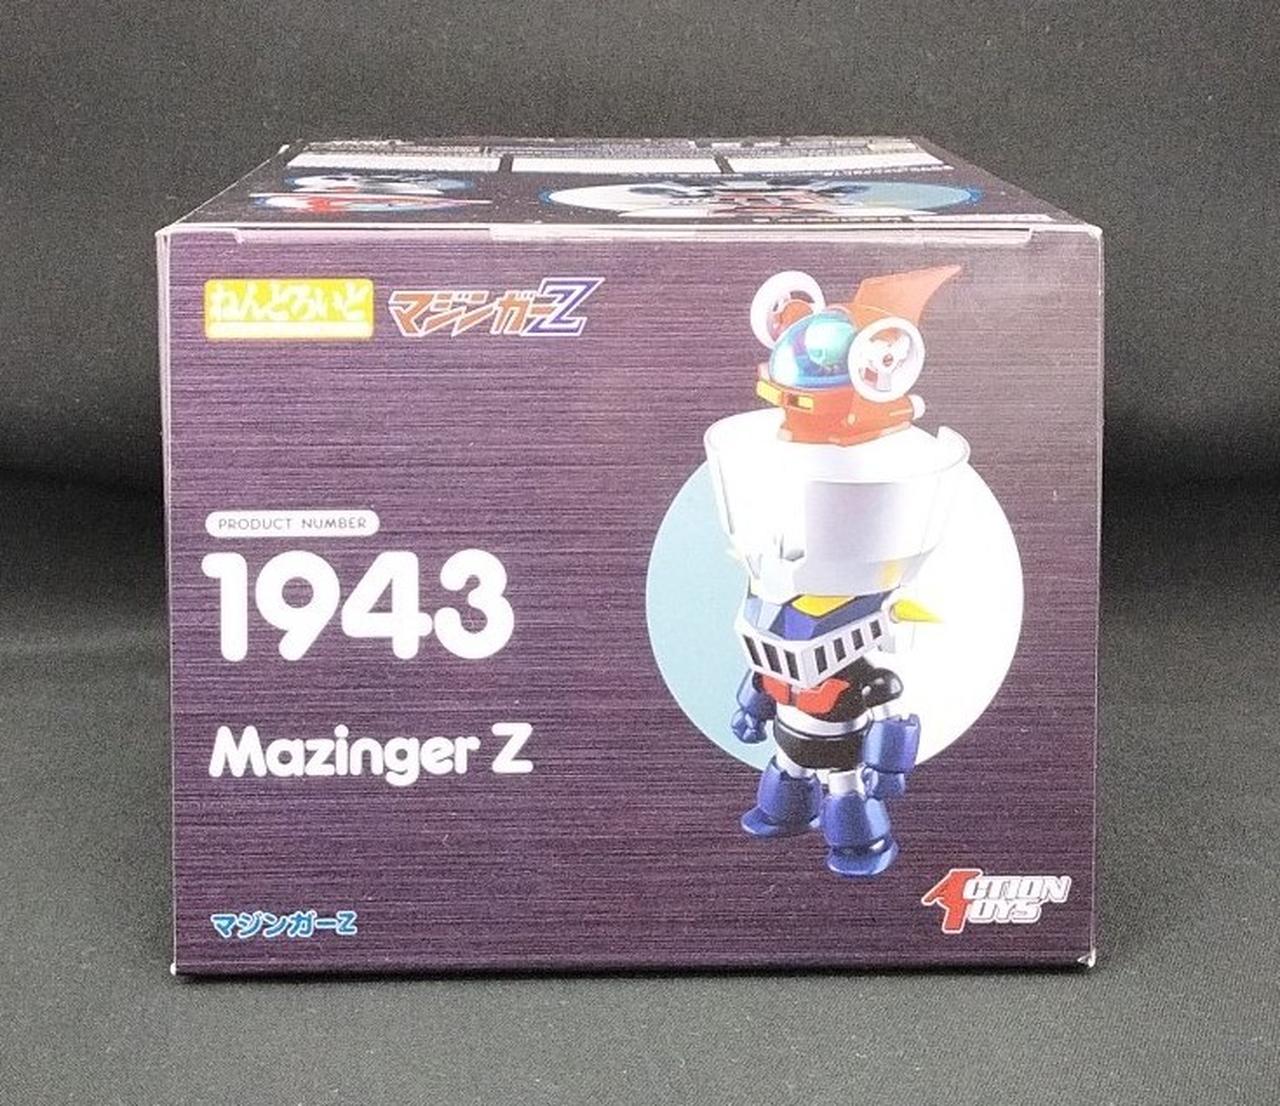 ねんどろいど
マジンガーZ
PRODUCT NUMBER
1943
Mazinger Z
マジンガーZ
ACTION
TOYS